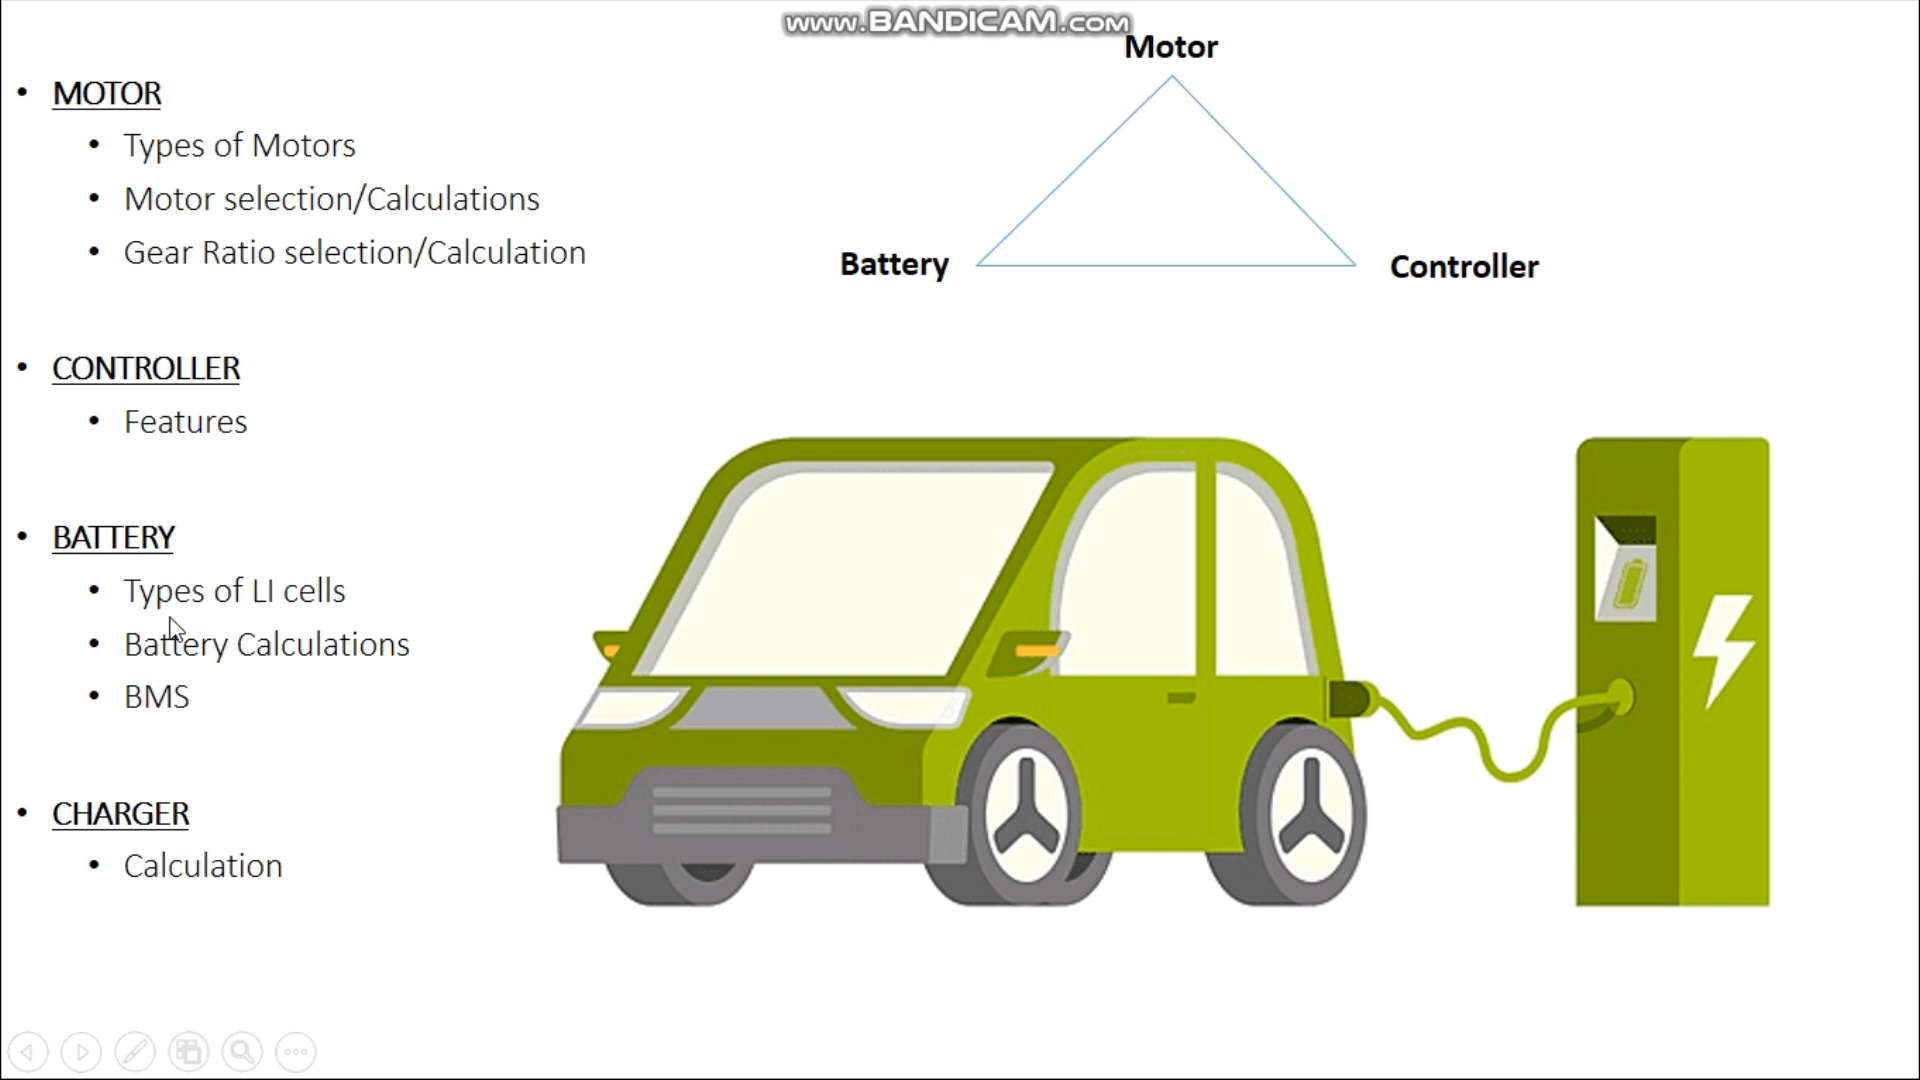 www.BANDICAM.com
Motor
Battery
Controller
• MOTOR
• Types of Motors
• Motor selection/Calculations
• Gear Ratio selection/Calculation
• CONTROLLER
• Features
• BATTERY
• Types of LI cells
• Battery Calculations
• BMS
• CHARGER
• Calculation